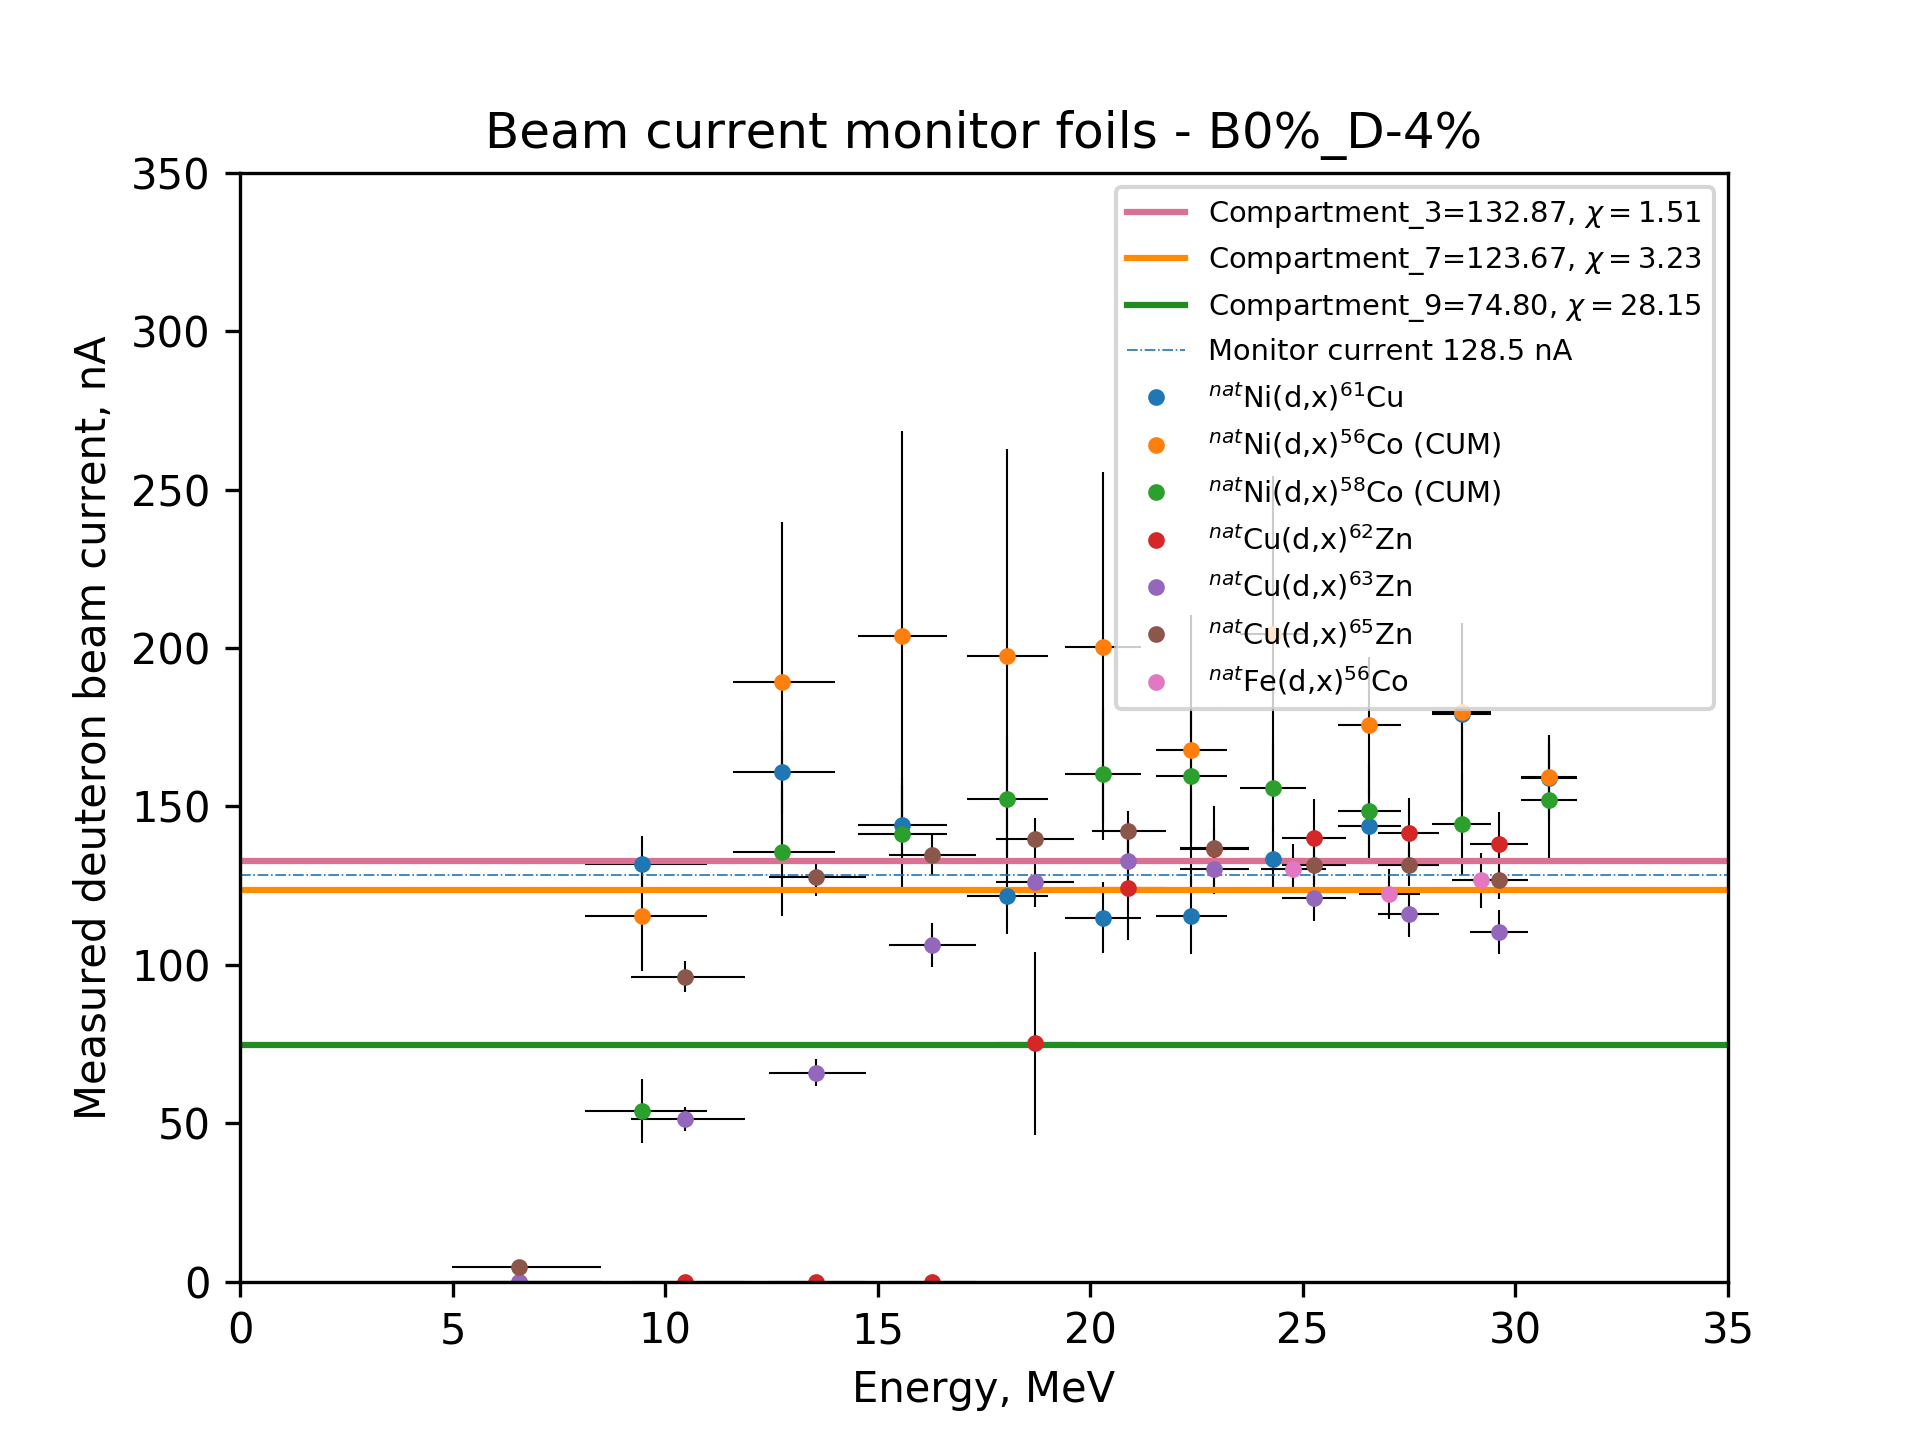 Beam current monitor foils - B0%_D-4%
350
300
250
200
150
100
50
0
Measured deuteron beam current, nA
Compartment_3=132.87, χ = 1.51
Compartment_7=123.67, χ = 3.23
Compartment_9=74.80, χ = 28.15
Monitor current 128.5 nA
ⁿᵃᵗNi(d,x)⁶¹Cu
ⁿᵃᵗNi(d,x)⁵⁶Co (CUM)
ⁿᵃᵗNi(d,x)⁵⁸Co (CUM)
ⁿᵃᵗCu(d,x)⁶²Zn
ⁿᵃᵗCu(d,x)⁶³Zn
ⁿᵃᵗCu(d,x)⁶⁵Zn
ⁿᵃᵗFe(d,x)⁵⁶Co
0 5 10 15 20 25 30 35
Energy, MeV